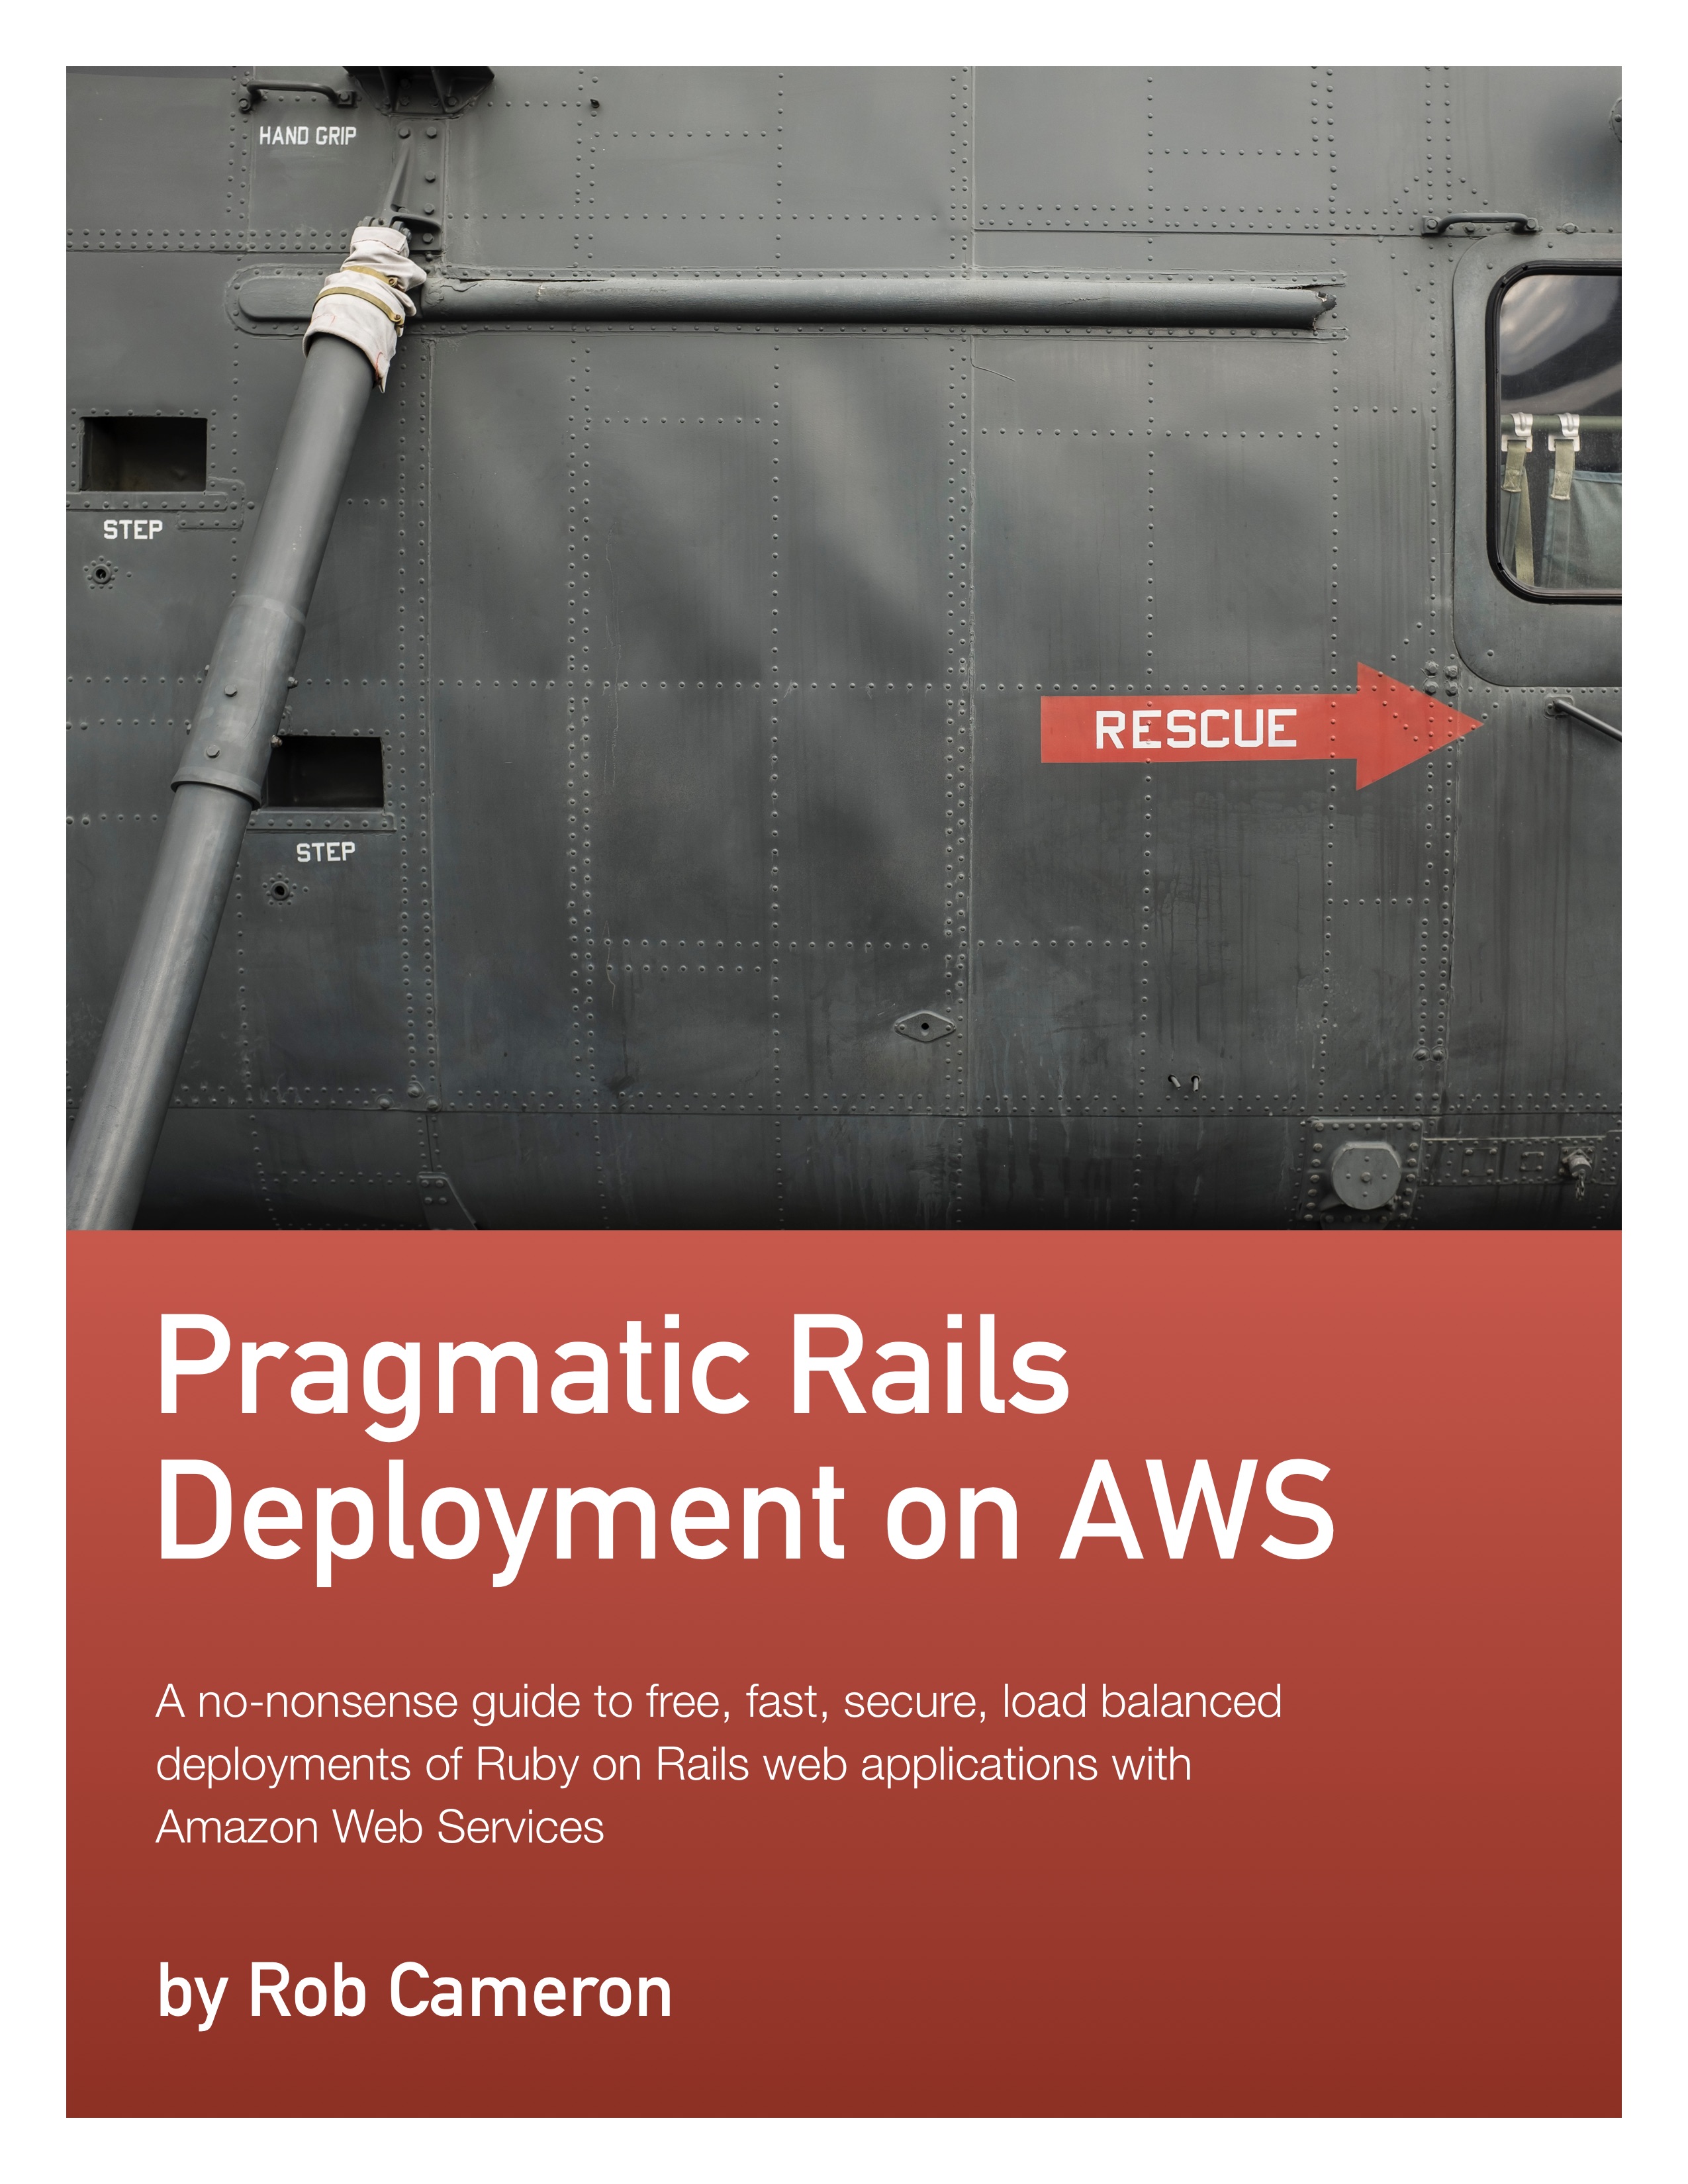 HAND GRIP
STEP
RESCUE
STEP
Pragmatic Rails
Deployment on AWS
A no-nonsense guide to free, fast, secure, load balanced
deployments of Ruby on Rails web applications with
Amazon Web Services
by Rob Cameron